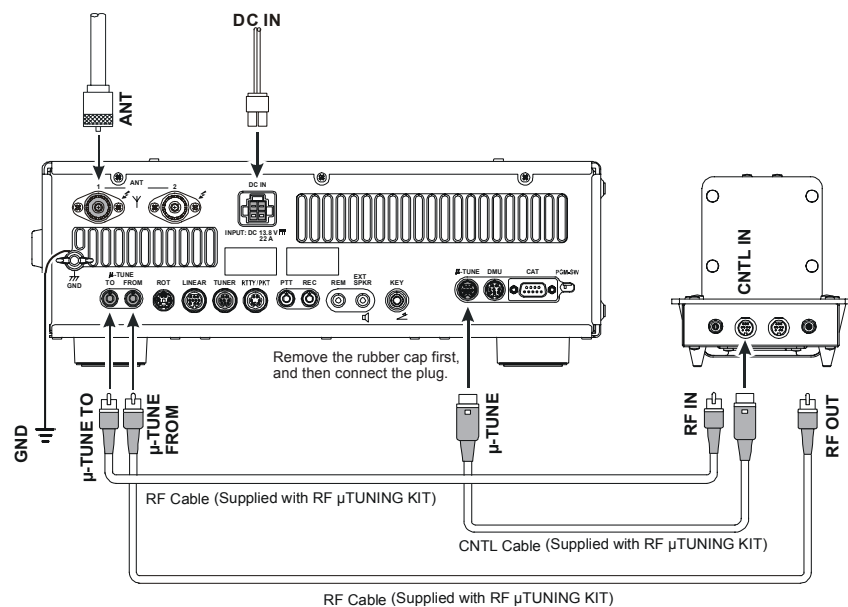 DC IN
ANT
1 ANT 2
DC IN
INPUT: DC 13.8 V
22 A
GND
µ-TUNE
TO FROM ROT LINEAR TUNER RTTY/PKT PTT REC REM EXT SPKR KEY
µ-TUNE DMU CAT PGM-SW
CNTL IN
Remove the rubber cap first,
and then connect the plug.
GND
µ-TUNE TO
µ-TUNE
FROM
µ-TUNE
RF IN
RF OUT
RF Cable (Supplied with RF µTUNING KIT)
CNTL Cable (Supplied with RF µTUNING KIT)
RF Cable (Supplied with RF µTUNING KIT)